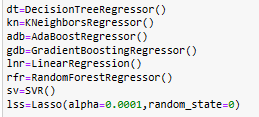 dt=DecisionTreeRegressor()
kn=KNeighborsRegressor()
adb=AdaBoostRegressor()
gdb=GradientBoostingRegressor()
lnr=LinearRegression()
rfr=RandomForestRegressor()
sv=SVR()
lss=Lasso(alpha=0.0001,random_state=0)